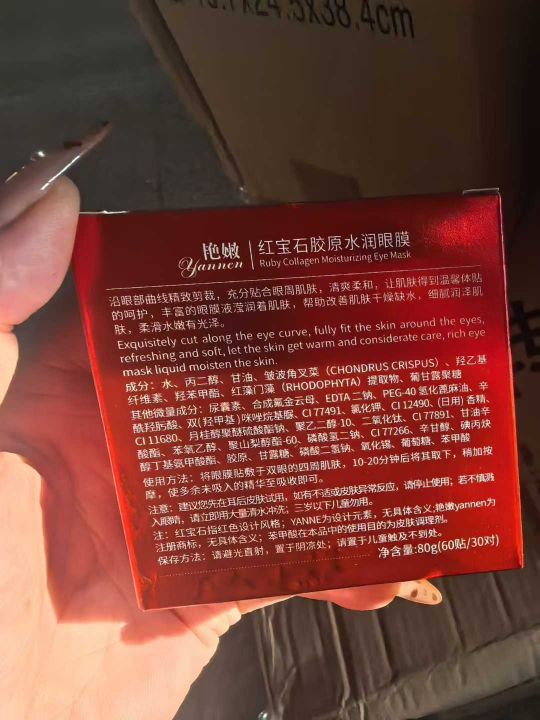 24.5X38.4cm
艳嫩
Yannen
红宝石胶原水润眼膜
Ruby Collagen Moisturizing Eye Mask
沿眼部曲线精致剪裁，充分贴合眼周肌肤，清爽柔和，让肌肤得到温馨体贴
的呵护，丰富的眼膜液滢润着肌肤，帮助改善肌肤干燥缺水，细腻润泽肌
肤，柔滑水嫩有光泽。
Exquisitely cut along the eye curve, fully fit the skin around the eyes,
refreshing and soft, let the skin get warm and considerate care, rich eye
mask liquid moisten the skin.
成分：水、丙二醇、甘油、皱波角叉菜（CHONDRUS CRISPUS）、羟乙基
纤维素、羟苯甲酯、红藻门藻（RHODOPHYTA）提取物、葡甘露聚糖
其他微量成分：尿囊素、合成氟金云母、EDTA二钠、PEG-40氢化蓖麻油、辛
酰羟肟酸、双(羟甲基)咪唑烷基脲、CI 77491、氯化钾、CI 12490、(日用)香精、
CI 11680、月桂醇聚醚硫酸酯钠、聚乙二醇-10、二氧化钛、CI 77891、甘油辛
酸酯、苯氧乙醇、聚山梨醇酯-60、磷酸氢二钠、CI 77266、辛甘醇、碘丙炔
醇丁基氨甲酸酯、胶原、甘露糖、磷酸二氢钠、氧化锡、葡萄糖、苯甲酸
使用方法：将眼膜贴敷于双眼的四周肌肤，10-20分钟后将其取下，稍加按
摩，使多余未吸入的精华至吸收即可。
注意：建议您先在耳后皮肤试用，如有不适或皮肤异常反应，请停止使用；若不慎溅
入眼睛，请立即用大量清水冲洗；三岁以下儿童勿用。
注：红宝石指红色设计风格；YANNE为设计元素，无具体含义;艳嫩yannen为
注册商标，无具体含义；苯甲酸在本品中的使用目的为皮肤调理剂。
保存方法：请避光直射，置于阴凉处；请置于儿童触及不到处。
净含量:80g(60贴/30对)